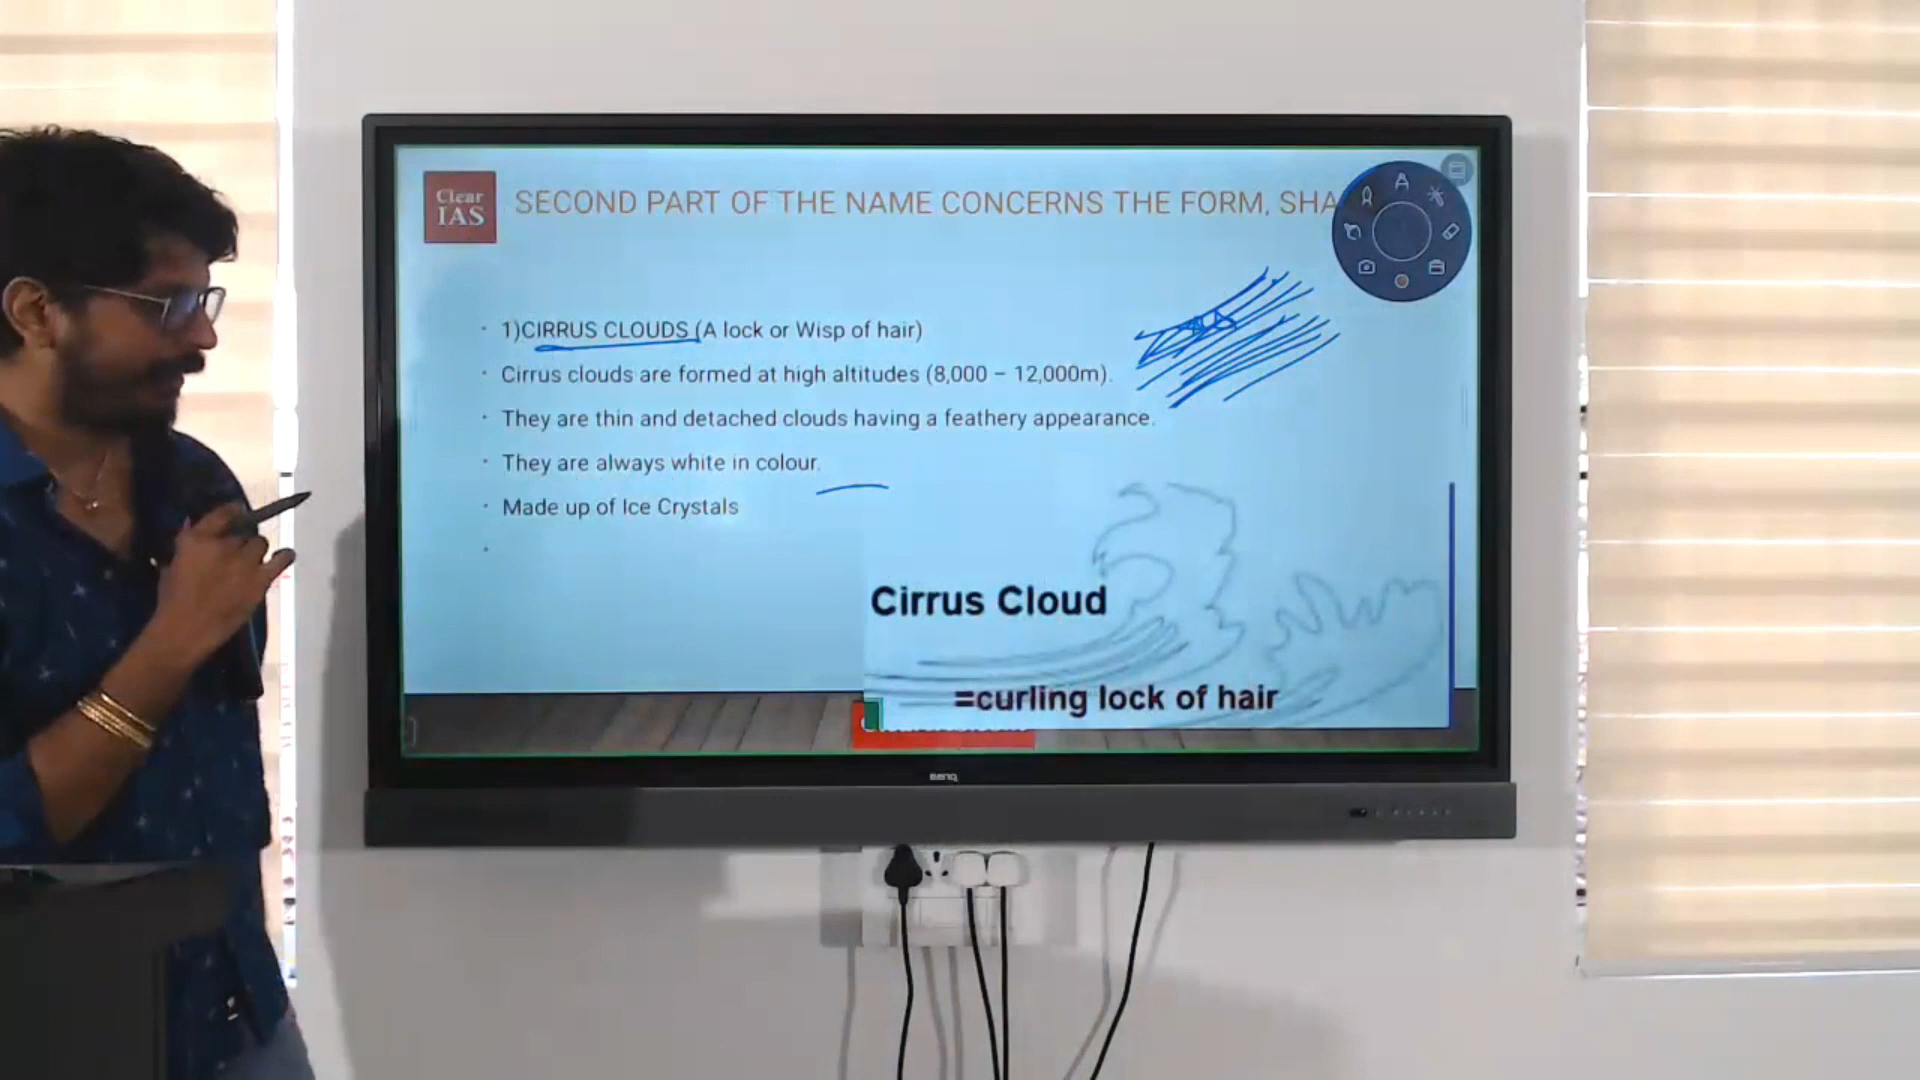 Clear
IAS
SECOND PART OF THE NAME CONCERNS THE FORM, SHA
1)CIRRUS CLOUDS (A lock or Wisp of hair)
Cirrus clouds are formed at high altitudes (8,000 – 12,000m).
They are thin and detached clouds having a feathery appearance.
They are always white in colour.
Made up of Ice Crystals
Cirrus Cloud
=curling lock of hair
BenQ